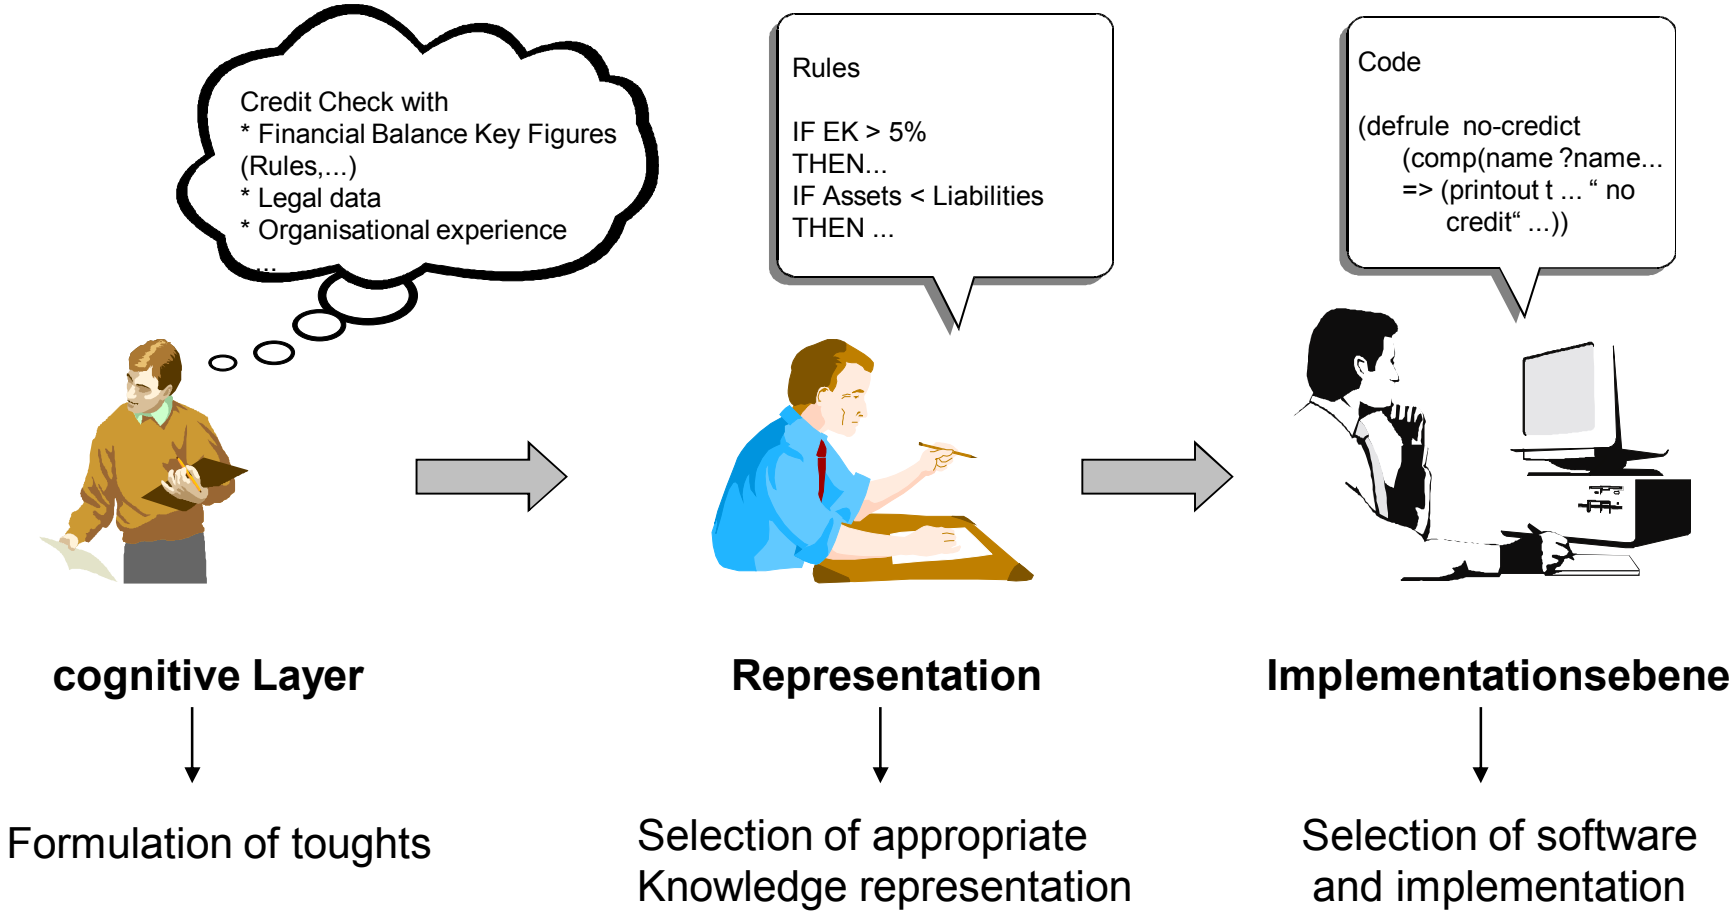 Credit Check with
* Financial Balance Key Figures
(Rules,...)
* Legal data
* Organisational experience
...
Rules
IF EK > 5%
THEN...
IF Assets < Liabilities
THEN ...
Code
(defrule no-credict
(comp(name ?name...
=> (printout t ... “ no
credit“ ...))
cognitive Layer
Representation
Implementationsebene
Formulation of toughts
Selection of appropriate
Knowledge representation
Selection of software
and implementation